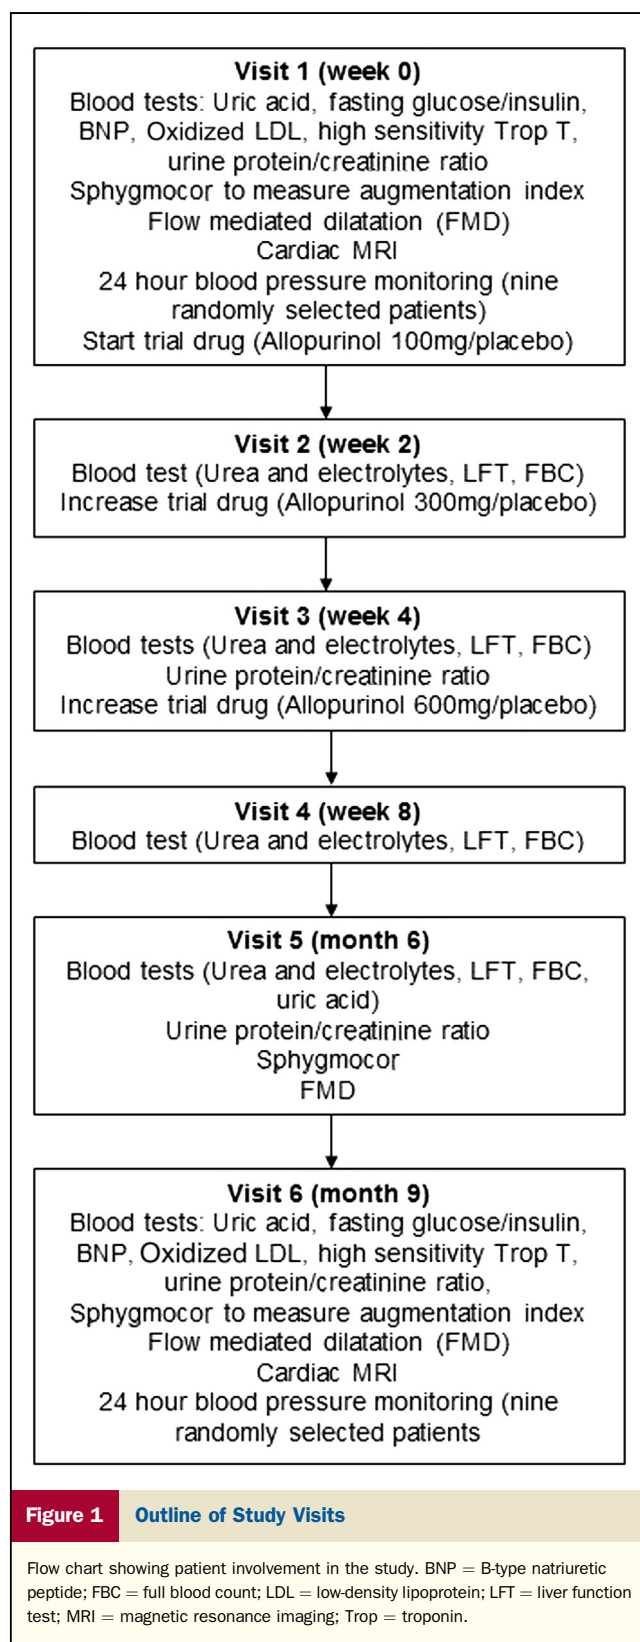 Visit 1 (week 0)
Blood tests: Uric acid, fasting glucose/insulin,
BNP, Oxidized LDL, high sensitivity Trop T,
urine protein/creatinine ratio
Sphygmocor to measure augmentation index
Flow mediated dilatation (FMD)
Cardiac MRI
24 hour blood pressure monitoring (nine
randomly selected patients)
Start trial drug (Allopurinol 100mg/placebo)
Visit 2 (week 2)
Blood test (Urea and electrolytes, LFT, FBC)
Increase trial drug (Allopurinol 300mg/placebo)
Visit 3 (week 4)
Blood tests (Urea and electrolytes, LFT, FBC)
Urine protein/creatinine ratio
Increase trial drug (Allopurinol 600mg/placebo)
Visit 4 (week 8)
Blood test (Urea and electrolytes, LFT, FBC)
Visit 5 (month 6)
Blood tests (Urea and electrolytes, LFT, FBC,
uric acid)
Urine protein/creatinine ratio
Sphygmocor
FMD
Visit 6 (month 9)
Blood tests: Uric acid, fasting glucose/insulin,
BNP, Oxidized LDL, high sensitivity Trop T,
urine protein/creatinine ratio,
Sphygmocor to measure augmentation index
Flow mediated dilatation (FMD)
Cardiac MRI
24 hour blood pressure monitoring (nine
randomly selected patients
Figure 1 Outline of Study Visits
Flow chart showing patient involvement in the study. BNP = B-type natriuretic
peptide; FBC = full blood count; LDL = low-density lipoprotein; LFT = liver function
test; MRI = magnetic resonance imaging; Trop = troponin.